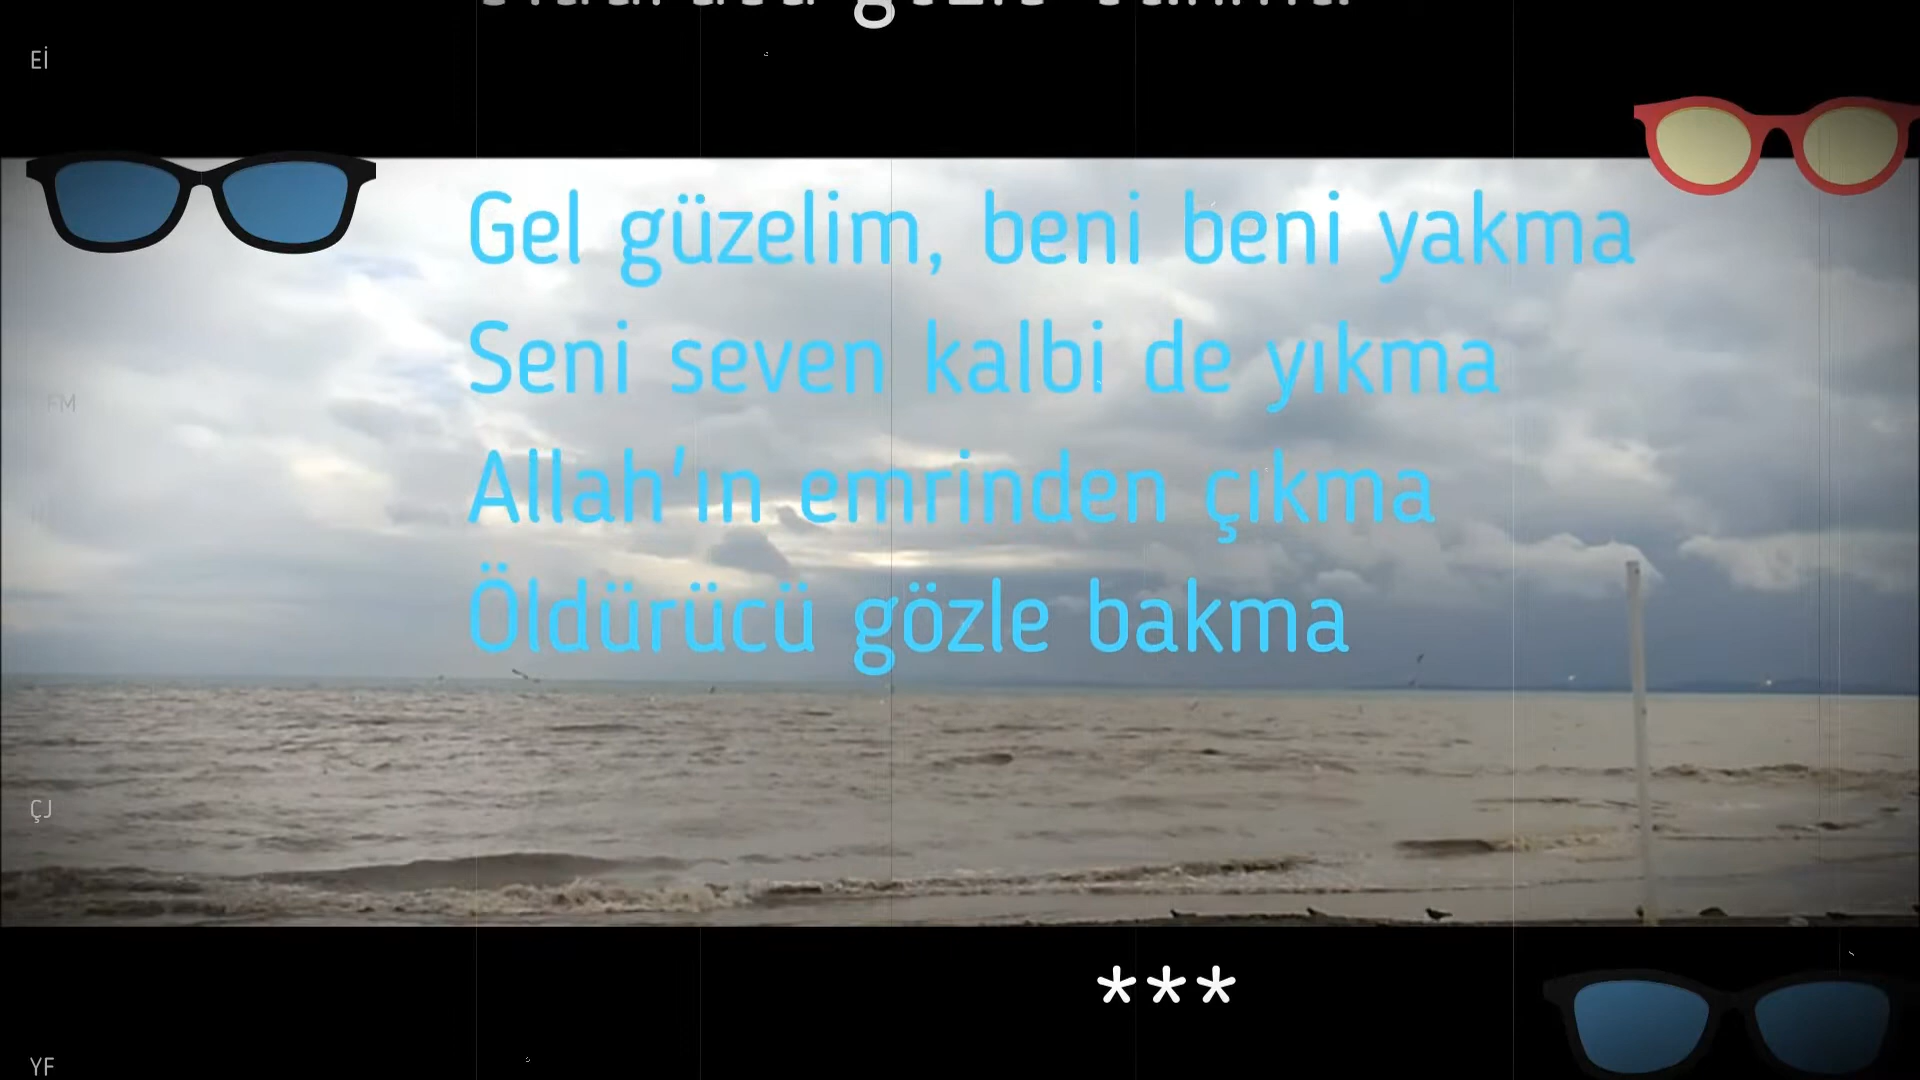 Eİ
Gel güzelim, beni beni yakma
Seni seven kalbi de yıkma
FM
Allah'ın emrinden çıkma
Öldürücü gözle bakma
ÇJ
***
YF